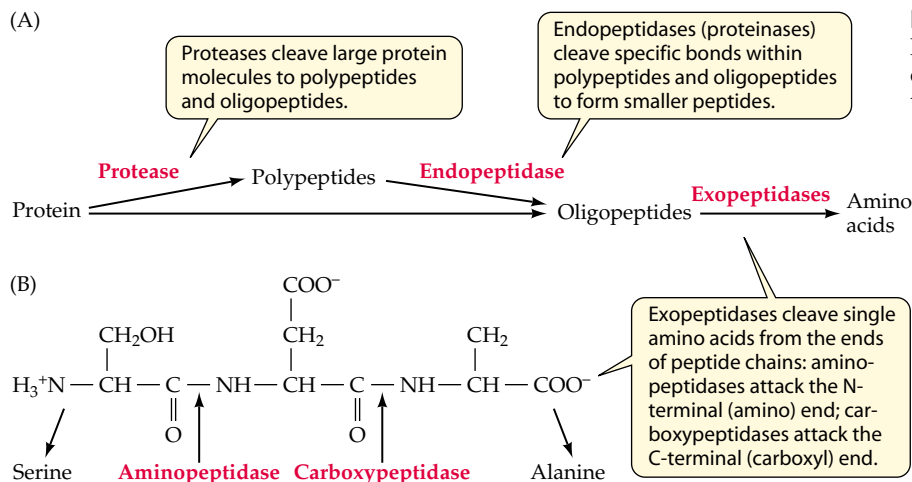 (A)
Proteases cleave large protein
molecules to polypeptides
and oligopeptides.
Endopeptidases (proteinases)
cleave specific bonds within
polypeptides and oligopeptides
to form smaller peptides.
Protease
Polypeptides
Endopeptidase
Protein
Oligopeptides
Exopeptidases
Amino
acids
(B)
Exopeptidases cleave single
amino acids from the ends
of peptide chains: amino-
peptidases attack the N-
terminal (amino) end; car-
boxypeptidases attack the
C-terminal (carboxyl) end.
COO⁻
CH₂OH CH₂ CH₂
H₃⁺N — CH — C — NH — CH — C — NH — CH — COO⁻
O O
Serine Aminopeptidase Carboxypeptidase Alanine